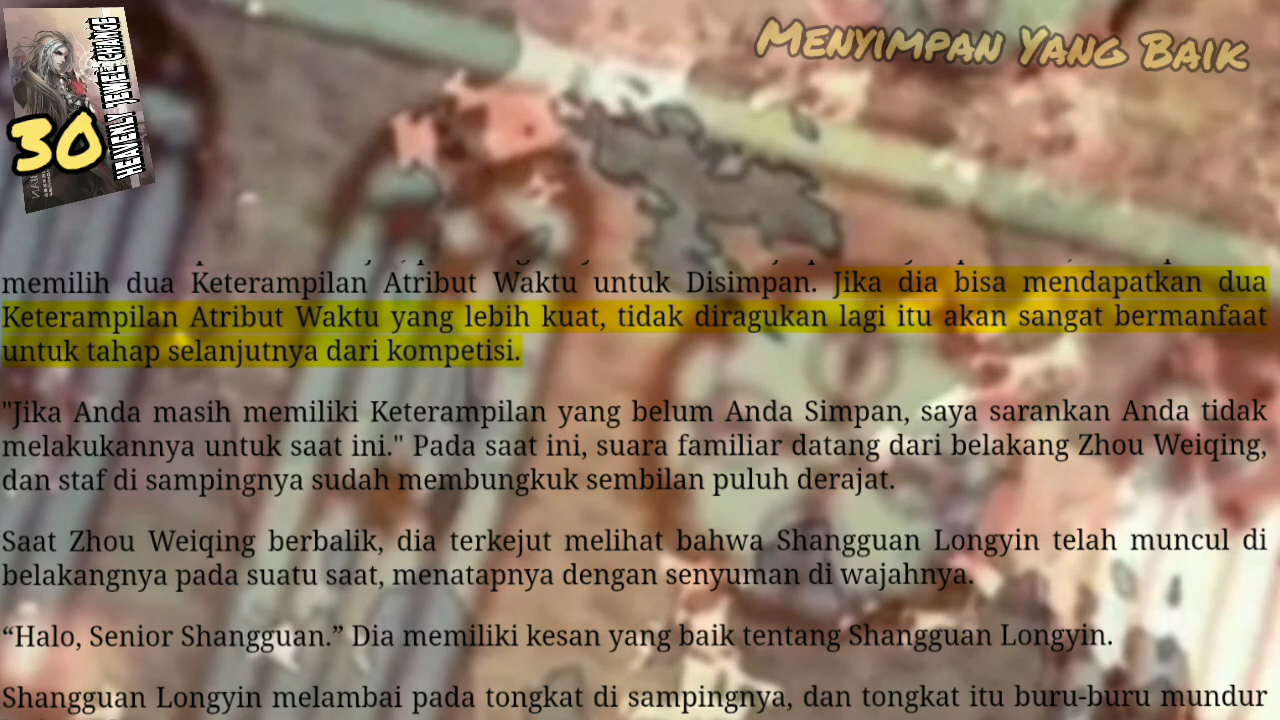 Menyimpan Yang Baik
30
HEAVENLY JEWEL CHANGE
memilih dua Keterampilan Atribut Waktu untuk Disimpan. Jika dia bisa mendapatkan dua
Keterampilan Atribut Waktu yang lebih kuat, tidak diragukan lagi itu akan sangat bermanfaat
untuk tahap selanjutnya dari kompetisi.
"Jika Anda masih memiliki Keterampilan yang belum Anda Simpan, saya sarankan Anda tidak
melakukannya untuk saat ini." Pada saat ini, suara familiar datang dari belakang Zhou Weiqing,
dan staf di sampingnya sudah membungkuk sembilan puluh derajat.
Saat Zhou Weiqing berbalik, dia terkejut melihat bahwa Shangguan Longyin telah muncul di
belakangnya pada suatu saat, menatapnya dengan senyuman di wajahnya.
“Halo, Senior Shangguan.” Dia memiliki kesan yang baik tentang Shangguan Longyin.
Shangguan Longyin melambai pada tongkat di sampingnya, dan tongkat itu buru-buru mundur